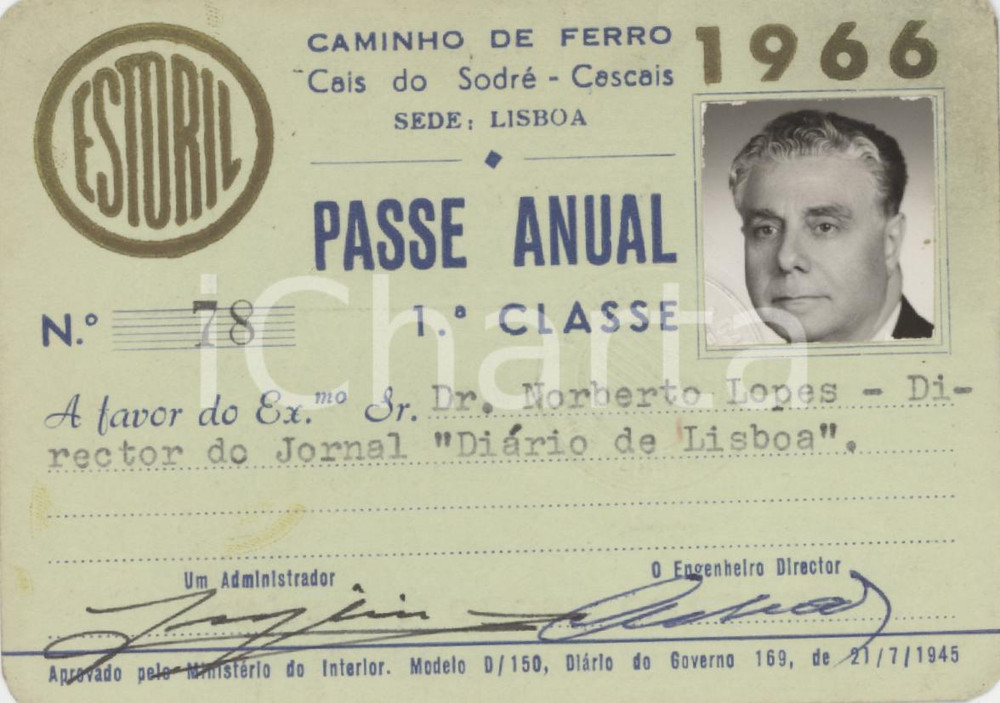 ESTORIL
CAMINHO DE FERRO
Cais do Sodré - Cascais
SEDE: LISBOA
1966
PASSE ANUAL
N.º 78
1.ª CLASSE
A favor do Ex.mo Sr. Dr. Norberto Lopes - Di-
rector do Jornal "Diário de Lisboa".
Um Administrador
O Engenheiro Director
Aprovado pelo Ministério do Interior. Modelo D/150, Diário do Governo 169, de 21/7/1945
iCharta